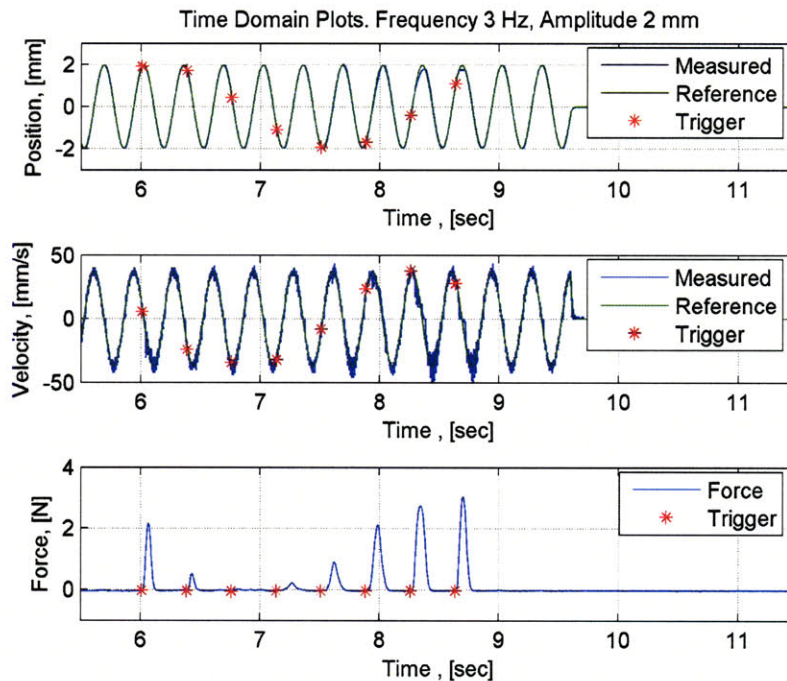 Time Domain Plots. Frequency 3 Hz, Amplitude 2 mm
Position, [mm]
2
0
-2
Measured
Reference
Trigger
6 7 8 9 10 11
Time , [sec]
Velocity, [mm/s]
50
0
-50
Measured
Reference
Trigger
6 7 8 9 10 11
Time , [sec]
Force, [N]
4
2
0
Force
Trigger
6 7 8 9 10 11
Time , [sec]